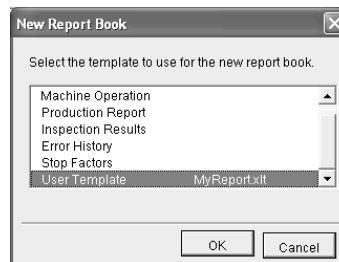 New Report Book
Select the template to use for the new report book.
Machine Operation
Production Report
Inspection Results
Error History
Stop Factors
User Template MyReport.xlt
OK Cancel